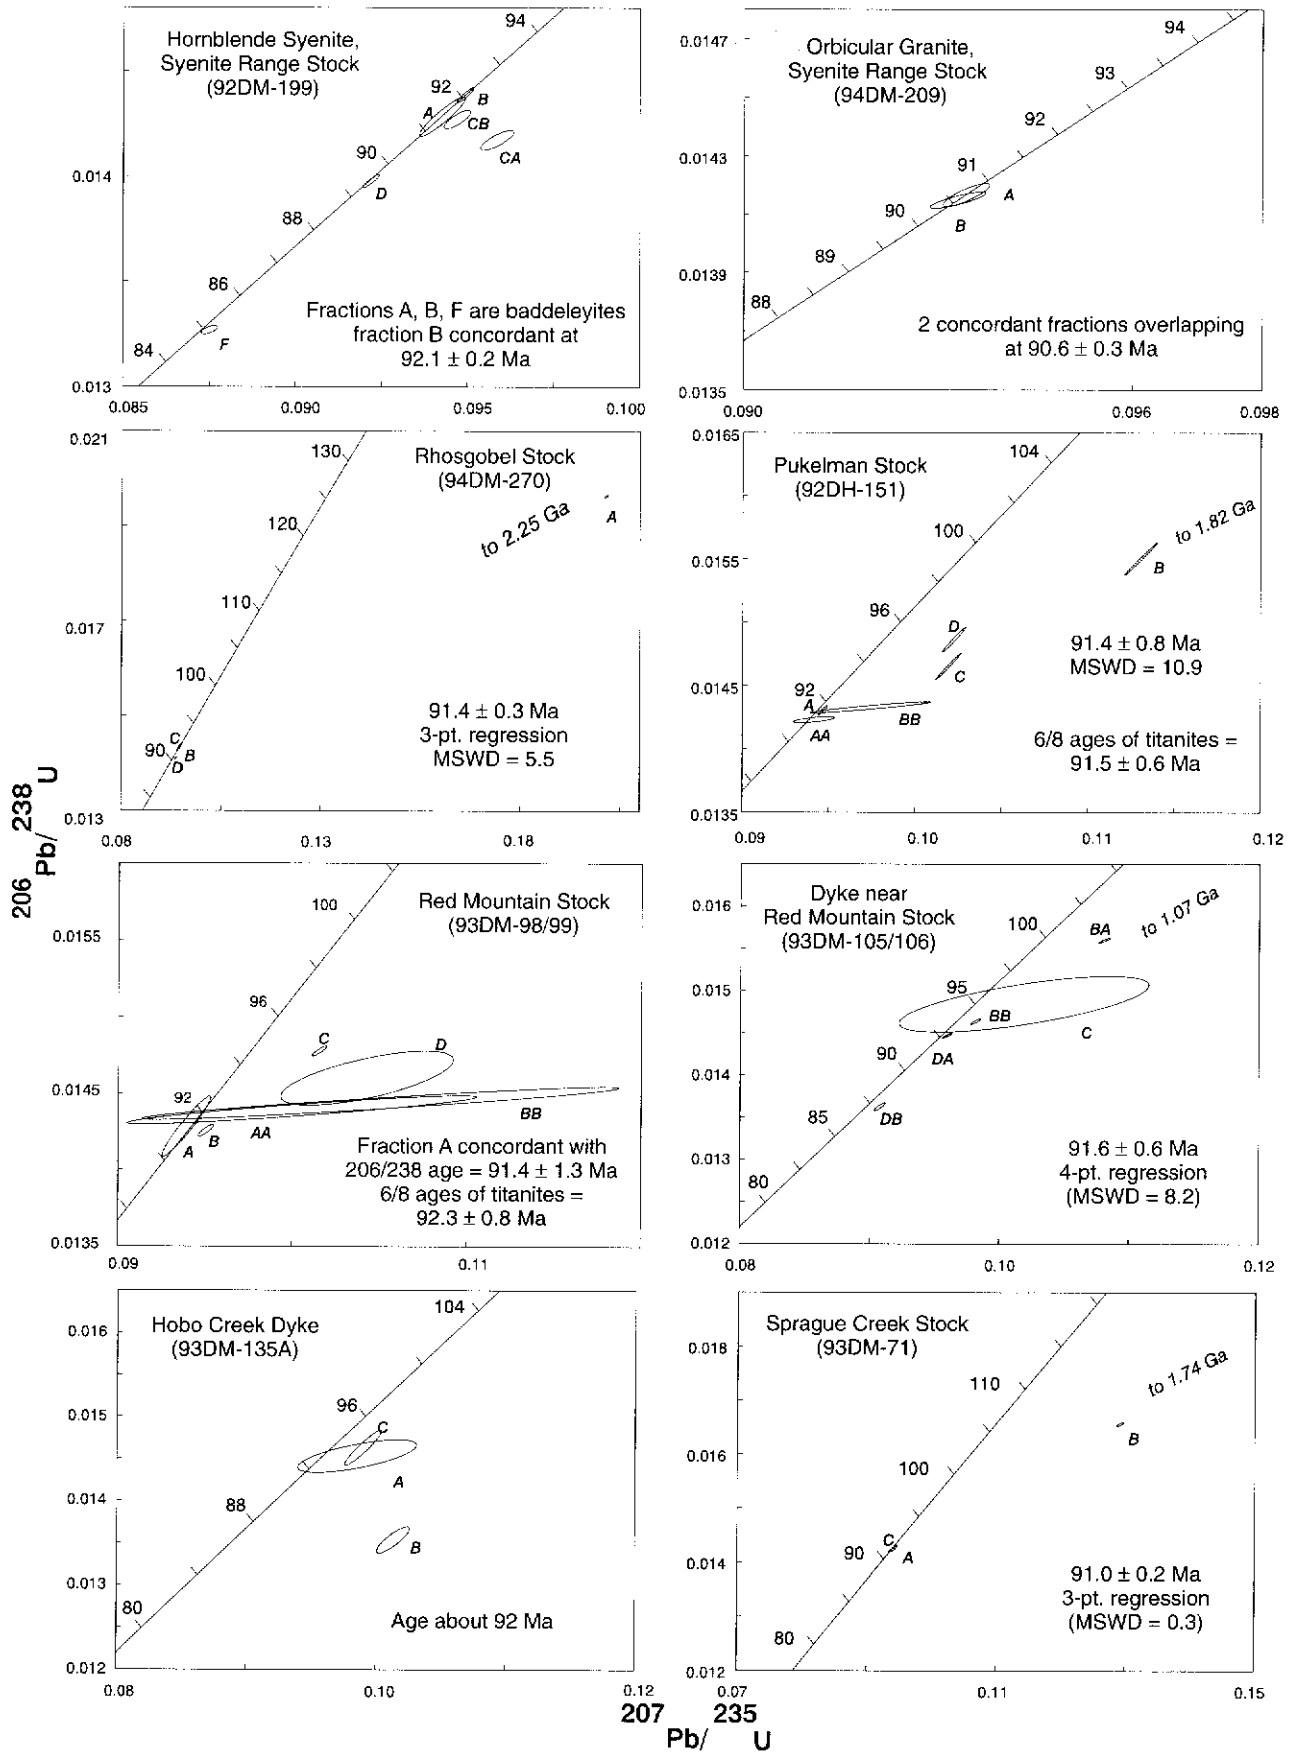 Hornblende Syenite,
Syenite Range Stock
(92DM-199)
94
92
90
88
86
84
A
B
CB
CA
D
F
Fractions A, B, F are baddeleyites
fraction B concordant at
92.1 ± 0.2 Ma
0.014
0.013
0.085
0.090
0.095
0.100
Orbicular Granite,
Syenite Range Stock
(94DM-209)
94
93
92
91
90
89
88
A
B
2 concordant fractions overlapping
at 90.6 ± 0.3 Ma
0.0147
0.0143
0.0139
0.0135
0.090
0.096
0.098
Rhosgobel Stock
(94DM-270)
130
120
110
100
90
to 2.25 Ga
A
C
B
D
91.4 ± 0.3 Ma
3-pt. regression
MSWD = 5.5
0.021
0.017
0.013
0.08
0.13
0.18
Pukelman Stock
(92DH-151)
104
100
96
92
to 1.82 Ga
B
D
C
A
AA
BB
91.4 ± 0.8 Ma
MSWD = 10.9
6/8 ages of titanites =
91.5 ± 0.6 Ma
0.0165
0.0155
0.0145
0.0135
0.09
0.10
0.11
0.12
206Pb/238U
Red Mountain Stock
(93DM-98/99)
100
96
92
C
D
A
B
AA
BB
Fraction A concordant with
206/238 age = 91.4 ± 1.3 Ma
6/8 ages of titanites =
92.3 ± 0.8 Ma
0.0155
0.0145
0.0135
0.09
0.11
Dyke near
Red Mountain Stock
(93DM-105/106)
100
95
90
85
80
BA
to 1.07 Ga
BB
C
DA
DB
91.6 ± 0.6 Ma
4-pt. regression
(MSWD = 8.2)
0.016
0.015
0.014
0.013
0.012
0.08
0.10
0.12
Hobo Creek Dyke
(93DM-135A)
104
96
88
80
C
A
B
Age about 92 Ma
0.016
0.015
0.014
0.013
0.012
0.08
0.10
0.12
Sprague Creek Stock
(93DM-71)
110
100
90
80
to 1.74 Ga
B
C
A
91.0 ± 0.2 Ma
3-pt. regression
(MSWD = 0.3)
0.018
0.016
0.014
0.012
0.07
0.11
0.15
207Pb/235U